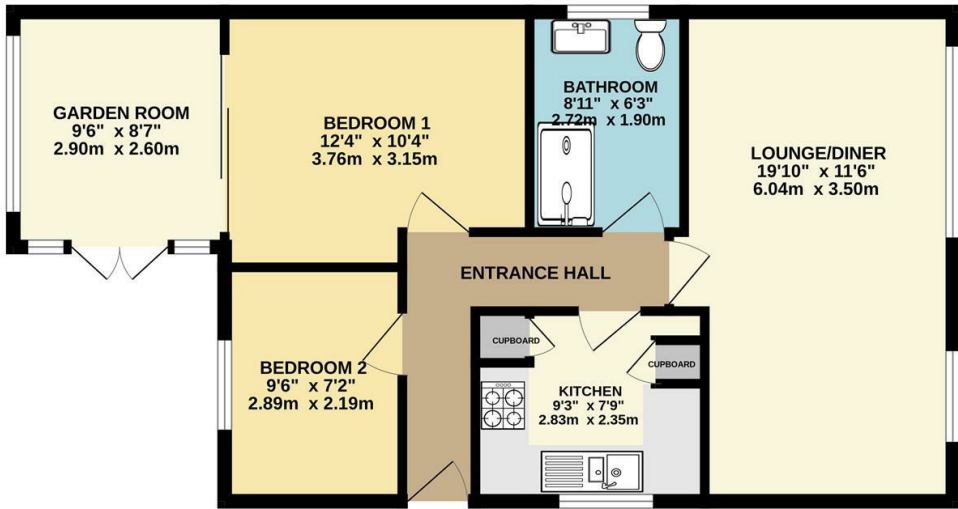 GARDEN ROOM
9'6" x 8'7"
2.90m x 2.60m
BEDROOM 1
12'4" x 10'4"
3.76m x 3.15m
BATHROOM
8'11" x 6'3"
2.72m x 1.90m
LOUNGE/DINER
19'10" x 11'6"
6.04m x 3.50m
ENTRANCE HALL
BEDROOM 2
9'6" x 7'2"
2.89m x 2.19m
CUPBOARD
CUPBOARD
KITCHEN
9'3" x 7'9"
2.83m x 2.35m